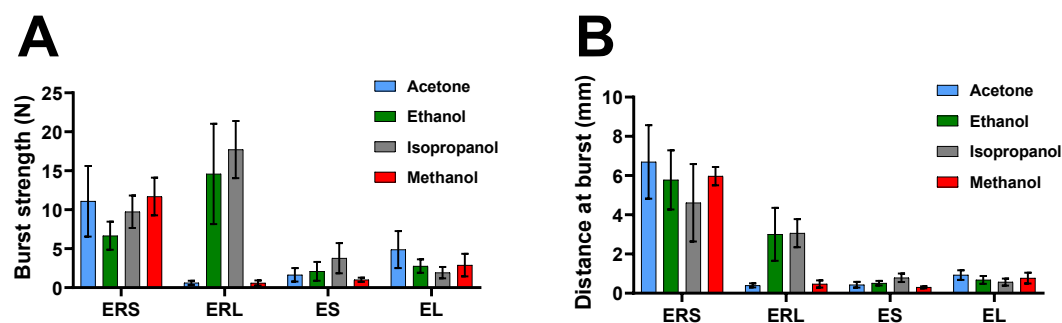 A
Burst strength (N)
25
20
15
10
5
0
ERS ERL ES EL
Acetone
Ethanol
Isopropanol
Methanol
B
Distance at burst (mm)
10
8
6
4
2
0
ERS ERL ES EL
Acetone
Ethanol
Isopropanol
Methanol